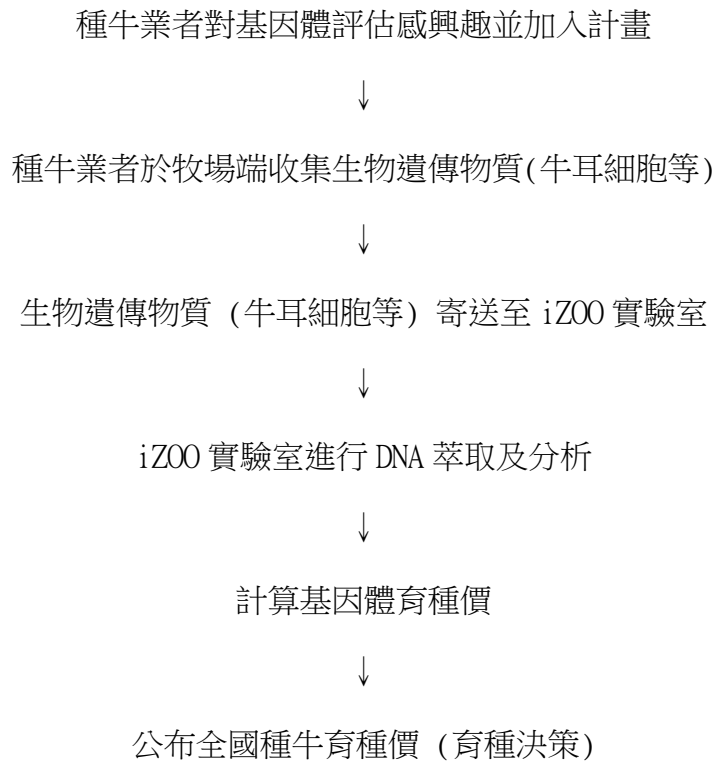 種牛業者對基因體評估感興趣並加入計畫
↓
種牛業者於牧場端收集生物遺傳物質(牛耳細胞等)
↓
生物遺傳物質 (牛耳細胞等) 寄送至 iZOO 實驗室
↓
iZOO 實驗室進行 DNA 萃取及分析
↓
計算基因體育種價
↓
公布全國種牛育種價 (育種決策)